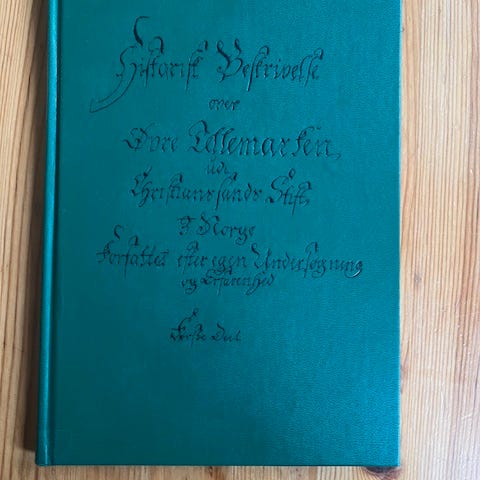 Historisk Beskrivelse
over
Øvre Tellemarken
udi
Christiansands Stift
I Norge
Forfattet efter egen Undersøgning
og Erfarenhed
Første Deel